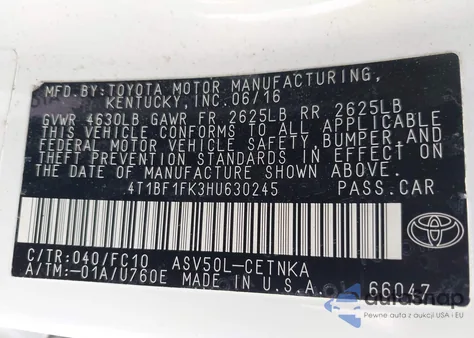 MFD.BY:TOYOTA MOTOR MANUFACTURING,
KENTUCKY,INC.06/16
GVWR 4630LB GAWR FR 2625LB RR 2625LB
THIS VEHICLE CONFORMS TO ALL APPLICABLE
FEDERAL MOTOR VEHICLE SAFETY,BUMPER,AND
THEFT PREVENTION STANDARDS IN EFFECT ON
THE DATE OF MANUFACTURE SHOWN ABOVE.
4T1BF1FK3HU630245 PASS.CAR
C/TR:040/FC10 ASV50L-CETNKA
A/TM:-01A/U760E MADE IN U.S.A. 66047
autosnap
Pewne auta z aukcji USA i EU